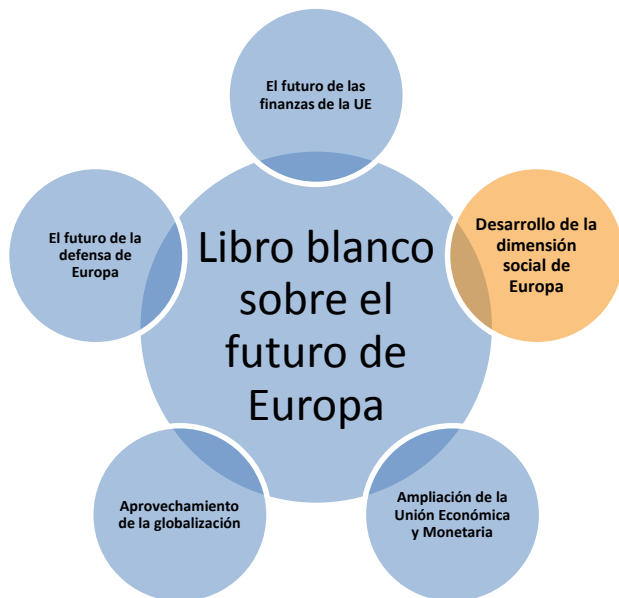 El futuro de las
finanzas de la UE
Desarrollo de la
dimensión
social de
Europa
El futuro de la
defensa de
Europa
Libro blanco
sobre el
futuro de
Europa
Aprovechamiento
de la globalización
Ampliación de la
Unión Económica
y Monetaria